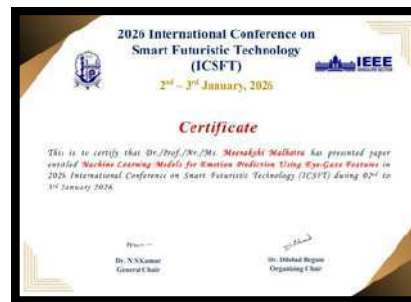 2026 International Conference on
Smart Futuristic Technology
(ICSFT)
2nd – 3rd January, 2026
IEEE
BANGALORE SECTION
Certificate
This is to certify that Dr./Prof./Mr./Ms. Meenakshi Malhotra has presented paper
entitled Machine Learning Models for Emotion Prediction Using Eye-Gaze Features in
2026 International Conference on Smart Futuristic Technology (ICSFT) during 02nd to
3rd January 2026.
Dr. N S Kumar
General Chair
Dr. Dilshad Begum
Organizing Chair